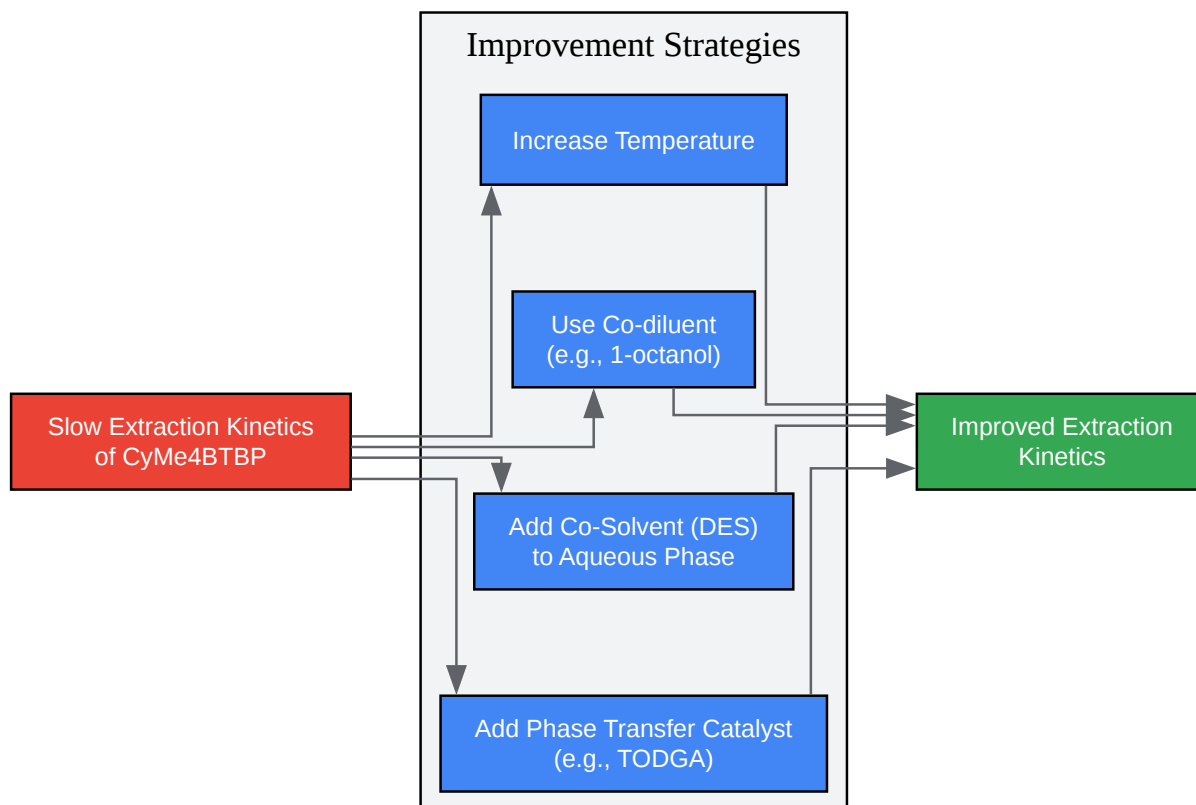 Improvement Strategies
Increase Temperature
Use Co-diluent
(e.g., 1-octanol)
Slow Extraction Kinetics
of CyMe4BTBP
Improved Extraction
Kinetics
Add Co-Solvent (DES)
to Aqueous Phase
Add Phase Transfer Catalyst
(e.g., TODGA)